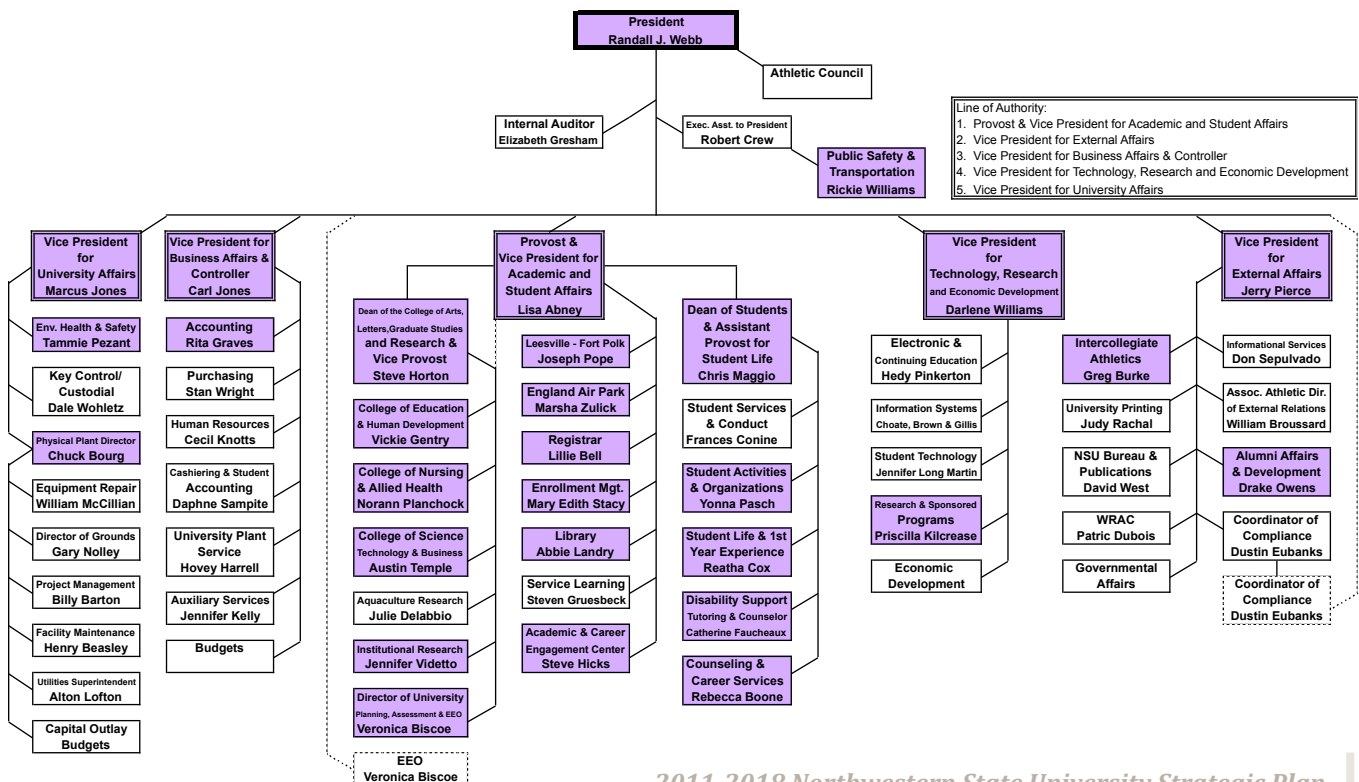 President
Randall J. Webb
Athletic Council
Internal Auditor
Elizabeth Gresham
Exec. Asst. to President
Robert Crew
Public Safety &
Transportation
Rickie Williams
Line of Authority:
1. Provost & Vice President for Academic and Student Affairs
2. Vice President for External Affairs
3. Vice President for Business Affairs & Controller
4. Vice President for Technology, Research and Economic Development
5. Vice President for University Affairs
Vice President
for
University Affairs
Marcus Jones
Env. Health & Safety
Tammie Pezant
Key Control/
Custodial
Dale Wohletz
Physical Plant Director
Chuck Bourg
Equipment Repair
William McCillian
Director of Grounds
Gary Nolley
Project Management
Billy Barton
Facility Maintenance
Henry Beasley
Utilities Superintendent
Alton Lofton
Capital Outlay
Budgets
Vice President for
Business Affairs &
Controller
Carl Jones
Accounting
Rita Graves
Purchasing
Stan Wright
Human Resources
Cecil Knotts
Cashiering & Student
Accounting
Daphne Sampite
University Plant
Service
Hovey Harrell
Auxiliary Services
Jennifer Kelly
Budgets
Provost &
Vice President for
Academic and
Student Affairs
Lisa Abney
Dean of the College of Arts,
Letters,Graduate Studies
and Research &
Vice Provost
Steve Horton
College of Education
& Human Development
Vickie Gentry
College of Nursing
& Allied Health
Norann Planchock
College of Science
Technology & Business
Austin Temple
Aquaculture Research
Julie Delabbio
Institutional Research
Jennifer Videtto
Director of University
Planning, Assessment & EEO
Veronica Biscoe
EEO
Veronica Biscoe
Leesville - Fort Polk
Joseph Pope
England Air Park
Marsha Zulick
Registrar
Lillie Bell
Enrollment Mgt.
Mary Edith Stacy
Library
Abbie Landry
Service Learning
Steven Gruesbeck
Academic & Career
Engagement Center
Steve Hicks
Dean of Students
& Assistant
Provost for
Student Life
Chris Maggio
Student Services
& Conduct
Frances Conine
Student Activities
& Organizations
Yonna Pasch
Student Life & 1st
Year Experience
Reatha Cox
Disability Support
Tutoring & Counselor
Catherine Faucheaux
Counseling &
Career Services
Rebecca Boone
Vice President
for
Technology, Research
and Economic Development
Darlene Williams
Electronic &
Continuing Education
Hedy Pinkerton
Information Systems
Choate, Brown & Gillis
Student Technology
Jennifer Long Martin
Research & Sponsored
Programs
Priscilla Kilcrease
Economic
Development
Vice President
for
External Affairs
Jerry Pierce
Intercollegiate
Athletics
Greg Burke
University Printing
Judy Rachal
NSU Bureau &
Publications
David West
WRAC
Patric Dubois
Governmental
Affairs
Informational Services
Don Sepulvado
Assoc. Athletic Dir.
of External Relations
William Broussard
Alumni Affairs
& Development
Drake Owens
Coordinator of
Compliance
Dustin Eubanks
Coordinator of
Compliance
Dustin Eubanks
2011-2018 Northwestern State University Strategic Plan